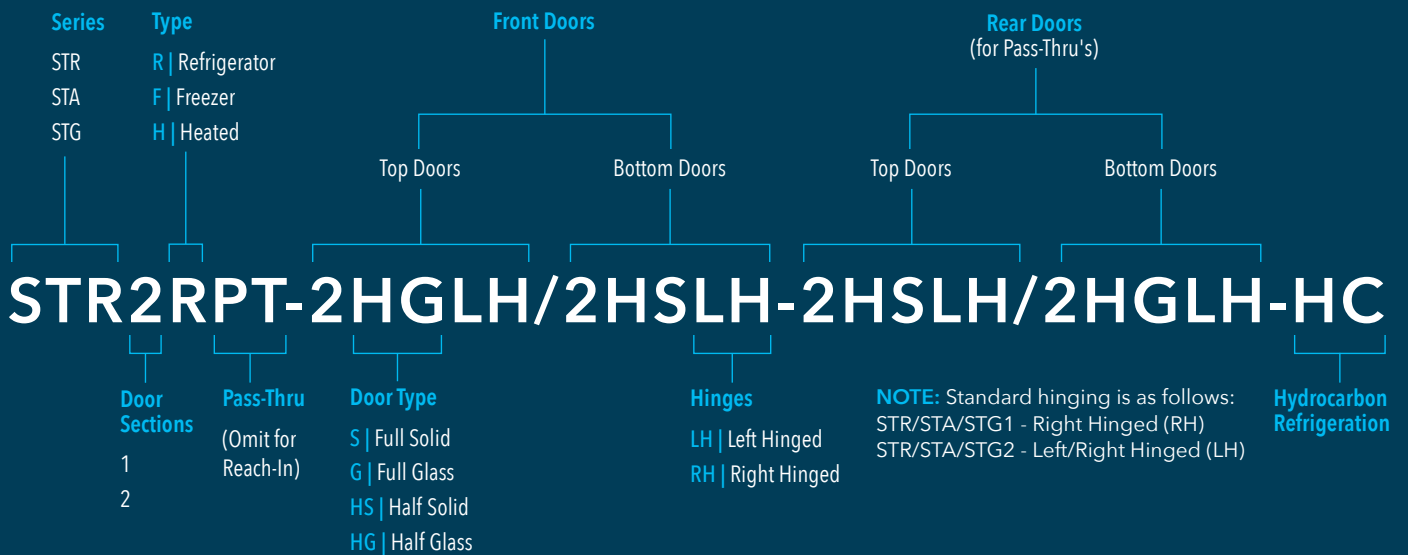 Series
STR
STA
STG
Type
R | Refrigerator
F | Freezer
H | Heated
Front Doors
Top Doors
Bottom Doors
Rear Doors
(for Pass-Thru's)
Top Doors
Bottom Doors
STR2RPT-2HGLH/2HSLH-2HSLH/2HGLH-HC
Door
Sections
1
2
Pass-Thru
(Omit for
Reach-In)
Door Type
S | Full Solid
G | Full Glass
HS | Half Solid
HG | Half Glass
Hinges
LH | Left Hinged
RH | Right Hinged
NOTE: Standard hinging is as follows:
STR/STA/STG1 - Right Hinged (RH)
STR/STA/STG2 - Left/Right Hinged (LH)
Hydrocarbon
Refrigeration